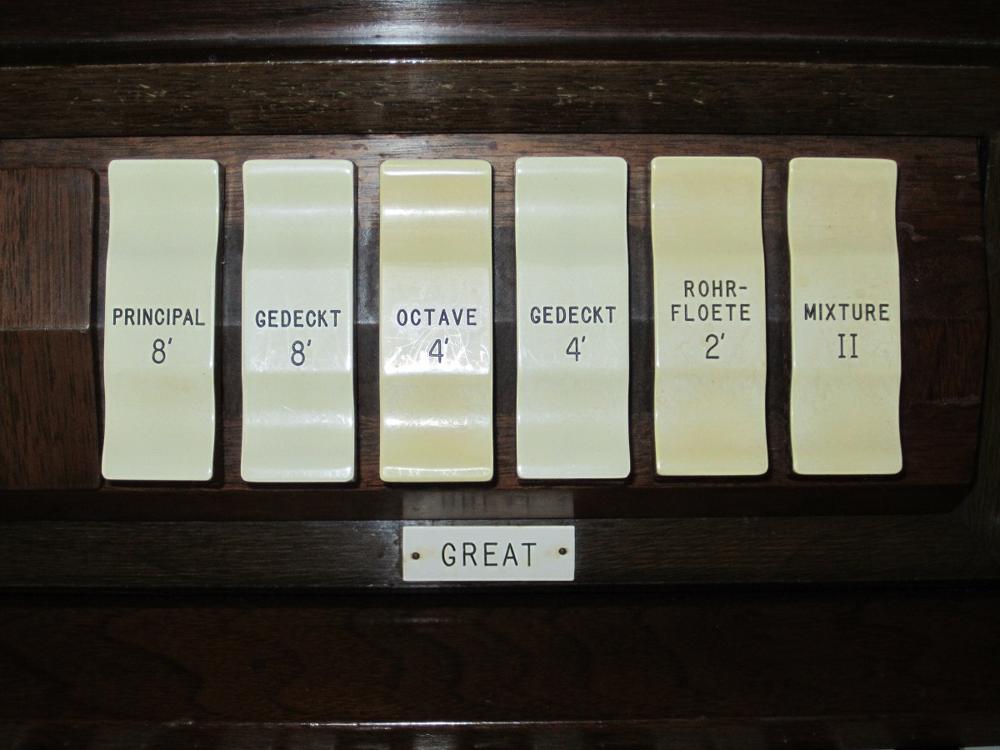 PRINCIPAL
8'
GEDECKT
8'
OCTAVE
4'
GEDECKT
4'
ROHR-
FLOETE
2'
MIXTURE
II
GREAT